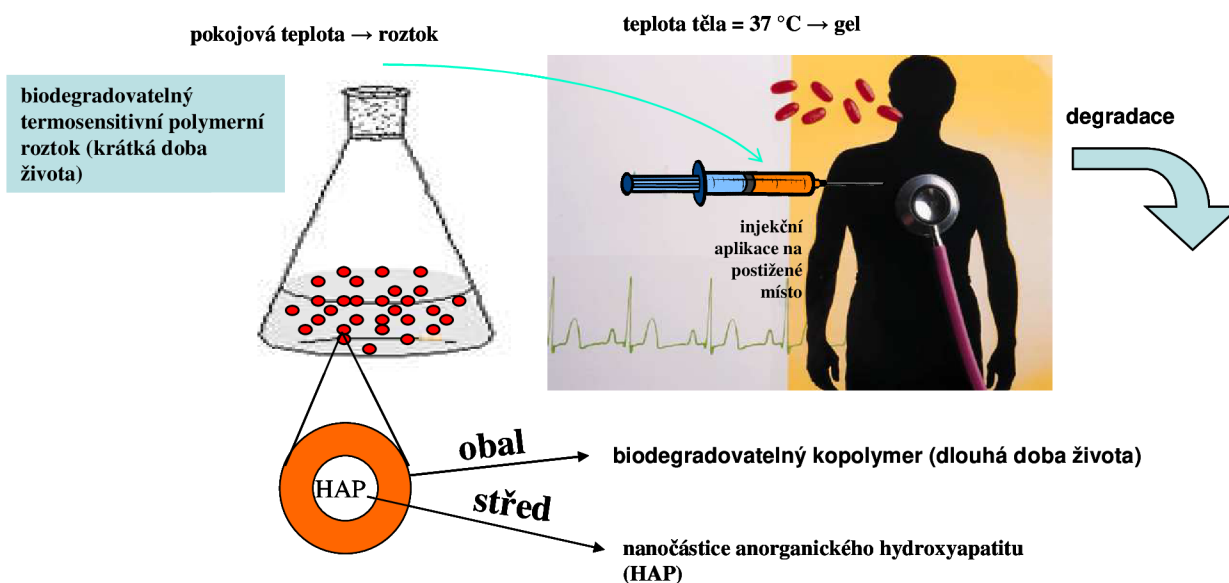 pokojová teplota → roztok
teplota těla = 37 °C → gel
biodegradovatelný
termosensitivní polymerní
roztok (krátká doba
života)
degradace
injekční
aplikace na
postižené
místo
obal
biodegradovatelný kopolymer (dlouhá doba života)
HAP
střed
nanočástice anorganického hydroxyapatitu
(HAP)